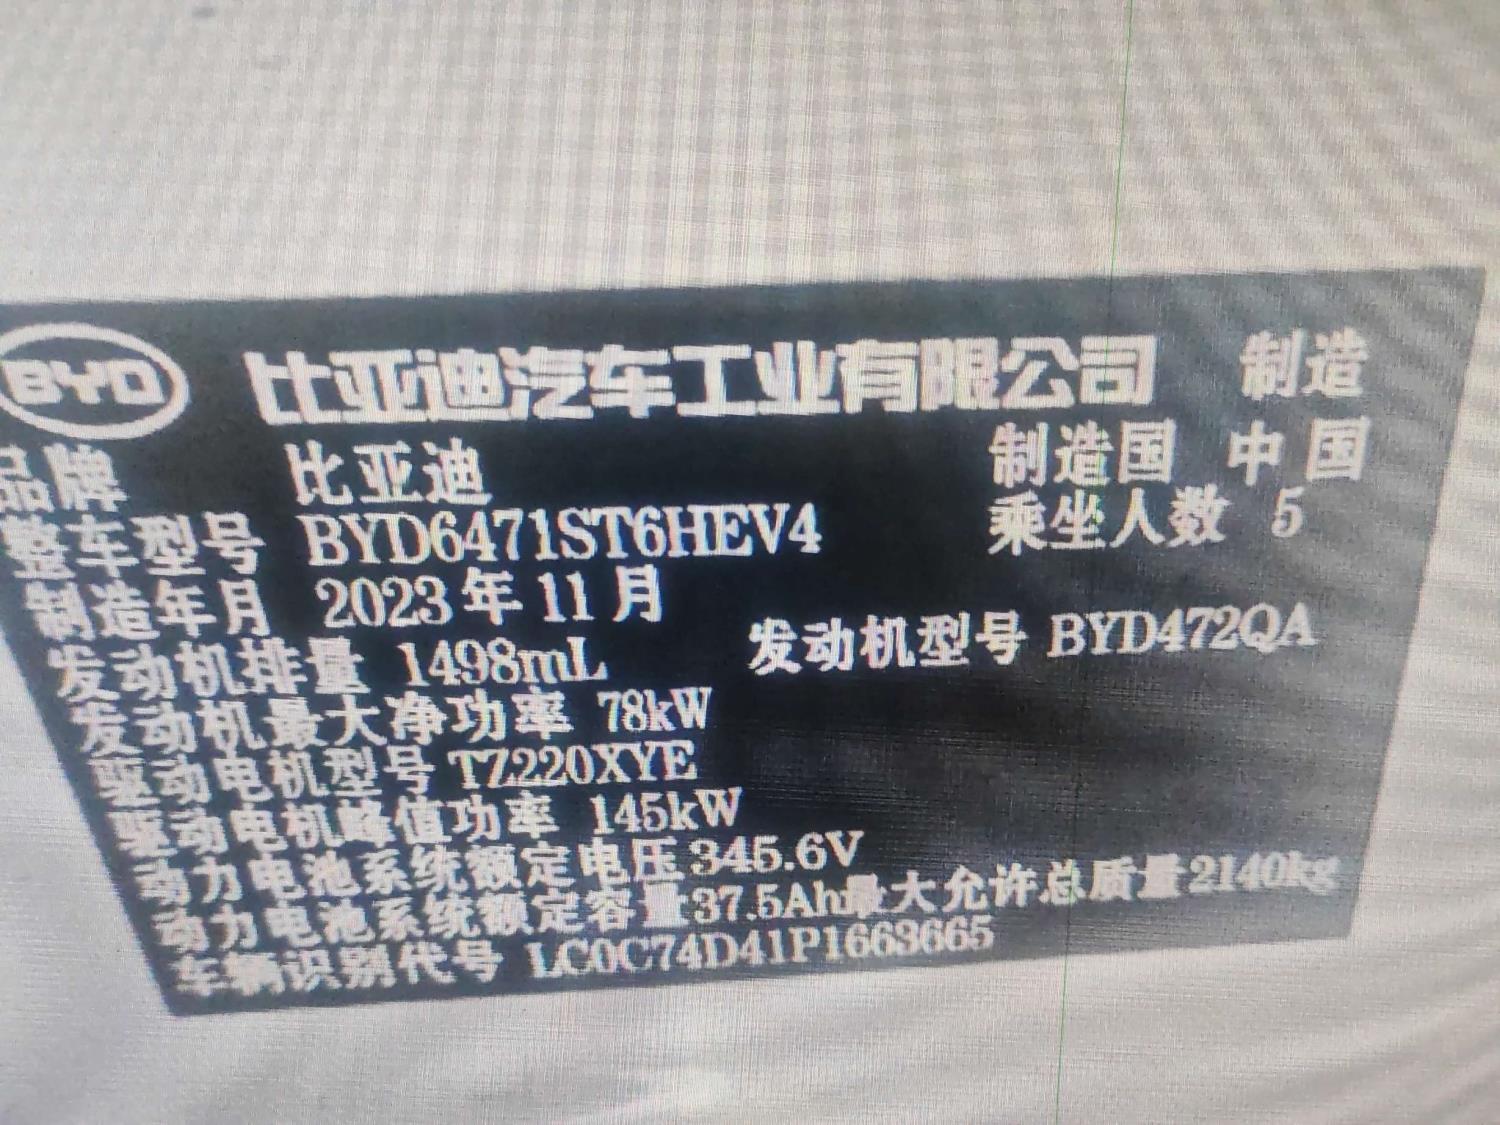 BYD 比亚迪汽车工业有限公司 制造
品牌 比亚迪 制造国 中国
整车型号 BYD6471ST6HEV4 乘坐人数 5
制造年月 2023年11月
发动机排量 1498mL 发动机型号 BYD472QA
发动机最大净功率 78kW
驱动电机型号 TZ220XYE
驱动电机峰值功率 145kW
动力电池系统额定电压 345.6V
动力电池系统额定容量 37.5Ah 最大允许总质量 2140kg
车辆识别代号 LC0C74D41P1663665